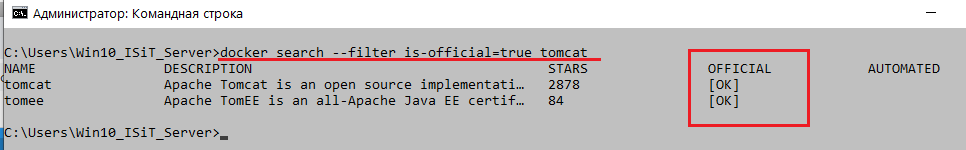 Администратор: Командная строка
C:\Users\Win10_ISiT_Server>docker search --filter is-official=true tomcat
NAME DESCRIPTION STARS OFFICIAL AUTOMATED
tomcat Apache Tomcat is an open source implementati… 2878 [OK]
tomee Apache TomEE is an all-Apache Java EE certif… 84 [OK]
C:\Users\Win10_ISiT_Server>